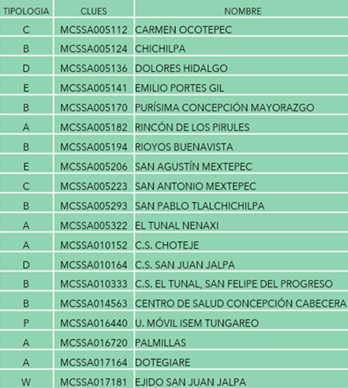 TIPOLOGIA CLUES NOMBRE
C MCSSA005112 CARMEN OCOTEPEC
B MCSSA005124 CHICHILPA
D MCSSA005136 DOLORES HIDALGO
E MCSSA005141 EMILIO PORTES GIL
B MCSSA005170 PURÍSIMA CONCEPCIÓN MAYORAZGO
A MCSSA005182 RINCÓN DE LOS PIRULES
B MCSSA005194 RIOYOS BUENAVISTA
E MCSSA005206 SAN AGUSTÍN MEXTEPEC
C MCSSA005223 SAN ANTONIO MEXTEPEC
B MCSSA005293 SAN PABLO TLALCHICHILPA
A MCSSA005322 EL TUNAL NENAXI
A MCSSA010152 C.S. CHOTEJE
D MCSSA010164 C.S. SAN JUAN JALPA
B MCSSA010333 C.S. EL TUNAL, SAN FELIPE DEL PROGRESO
B MCSSA014563 CENTRO DE SALUD CONCEPCIÓN CABECERA
P MCSSA016440 U. MÓVIL ISEM TUNGAREO
A MCSSA016720 PALMILLAS
A MCSSA017164 DOTEGIARE
W MCSSA017181 EJIDO SAN JUAN JALPA